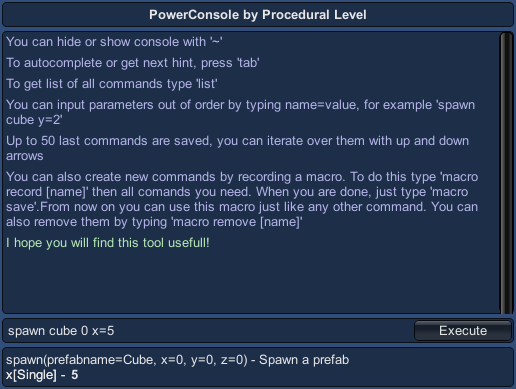 PowerConsole by Procedural Level
You can hide or show console with '~'
To autocomplete or get next hint, press 'tab'
To get list of all commands type 'list'
You can input parameters out of order by typing name=value, for example 'spawn
cube y=2'
Up to 50 last commands are saved, you can iterate over them with up and down
arrows
You can also create new commands by recording a macro. To do this type 'macro
record [name]' then all comands you need. When you are done, just type 'macro
save'.From now on you can use this macro just like any other command. You can
also remove them by typing 'macro remove [name]'
I hope you will find this tool usefull!
spawn cube 0 x=5
Execute
spawn(prefabname=Cube, x=0, y=0, z=0) - Spawn a prefab
x[Single] - 5